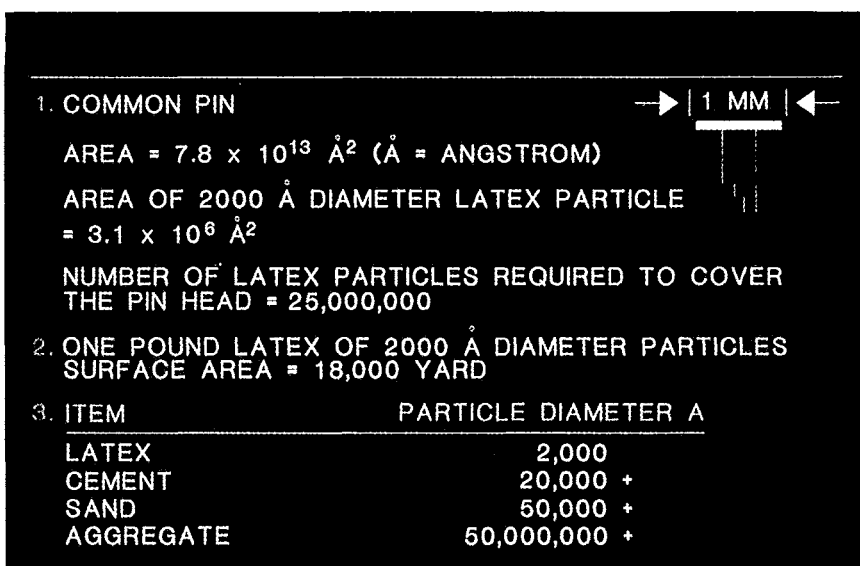 1. COMMON PIN
1 MM
AREA = 7.8 x 10¹³ Å² (Å = ANGSTROM)
AREA OF 2000 Å DIAMETER LATEX PARTICLE
= 3.1 x 10⁶ Å²
NUMBER OF LATEX PARTICLES REQUIRED TO COVER
THE PIN HEAD = 25,000,000
2. ONE POUND LATEX OF 2000 Å DIAMETER PARTICLES
SURFACE AREA = 18,000 YARD
3. ITEM PARTICLE DIAMETER A
LATEX 2,000
CEMENT 20,000 +
SAND 50,000 +
AGGREGATE 50,000,000 +